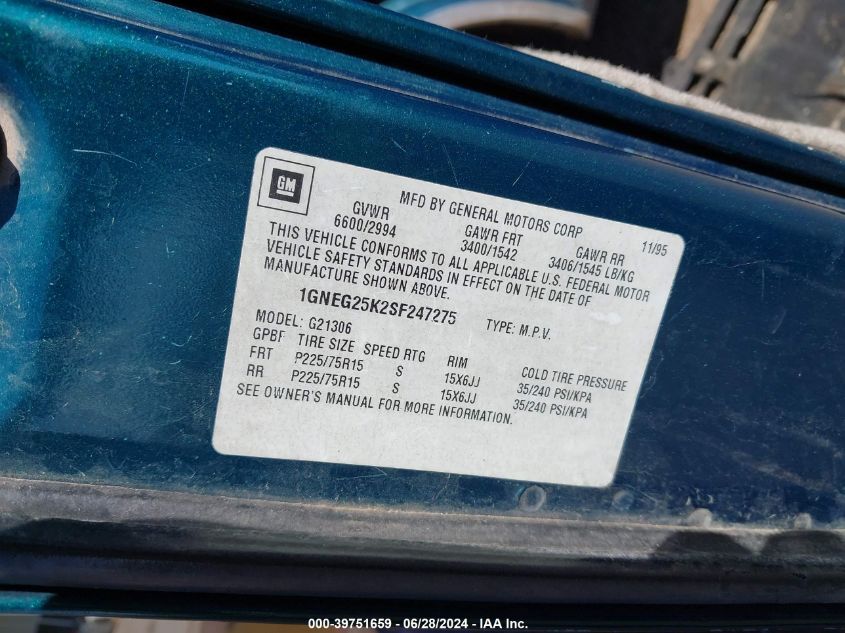 GM
MFD BY GENERAL MOTORS CORP 11/95
GVWR GAWR FRT GAWR RR
6600/2994 3400/1542 3406/1545 LB/KG
THIS VEHICLE CONFORMS TO ALL APPLICABLE U.S. FEDERAL MOTOR
VEHICLE SAFETY STANDARDS IN EFFECT ON THE DATE OF
MANUFACTURE SHOWN ABOVE.
1GNEG25K2SF247275 TYPE: M.P.V.
MODEL: G21306
GPBF TIRE SIZE SPEED RTG RIM COLD TIRE PRESSURE
FRT P225/75R15 S 15X6JJ 35/240 PSI/KPA
RR P225/75R15 S 15X6JJ 35/240 PSI/KPA
SEE OWNER'S MANUAL FOR MORE INFORMATION.
000-39751659 - 06/28/2024 - IAA Inc.